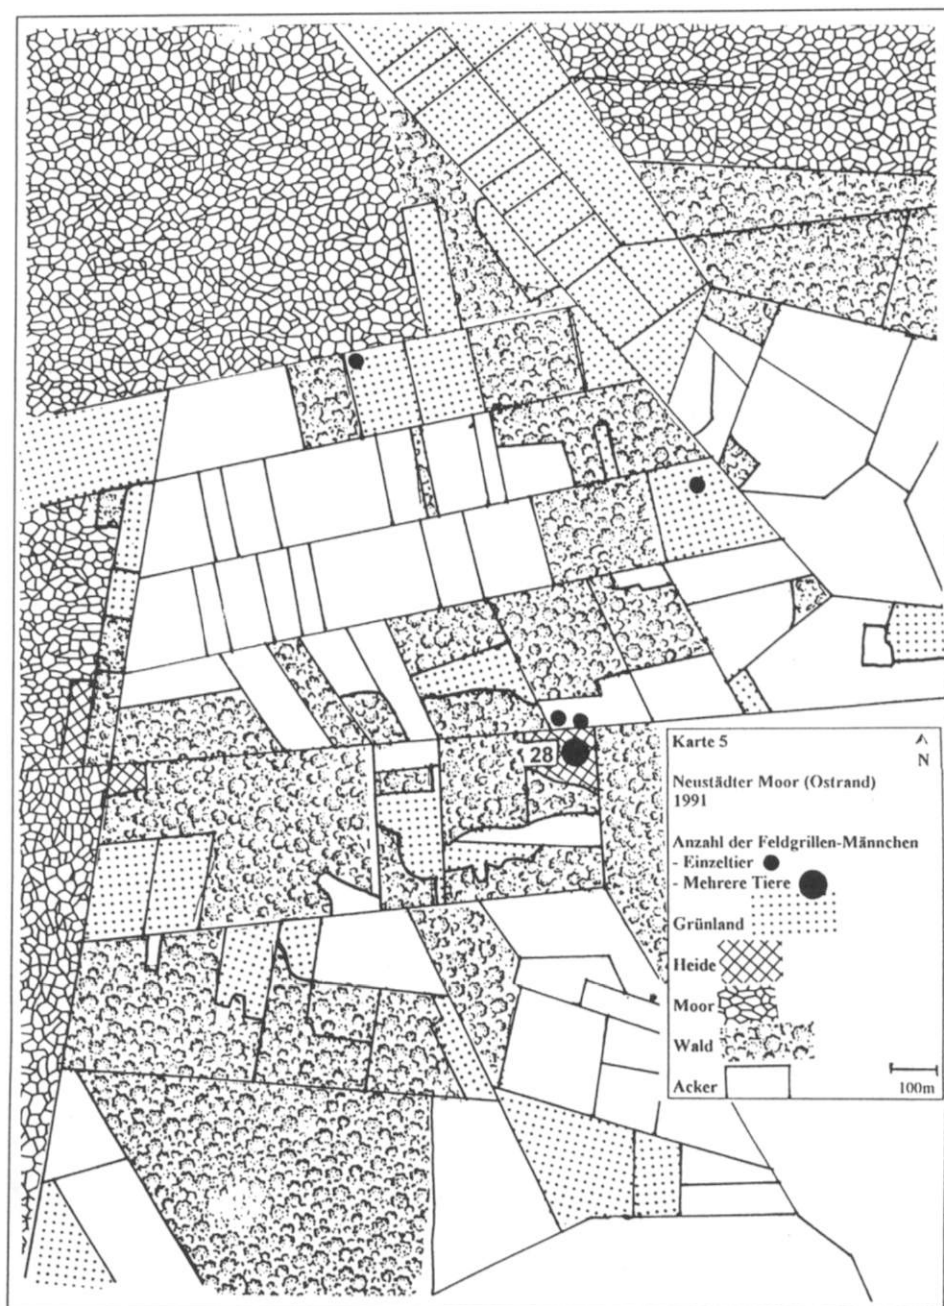 28
Karte 5
N
Neustädter Moor (Ostrand)
1991
Anzahl der Feldgrillen-Männchen
- Einzeltier
- Mehrere Tiere
Grünland
Heide
Moor
Wald
Acker
100m